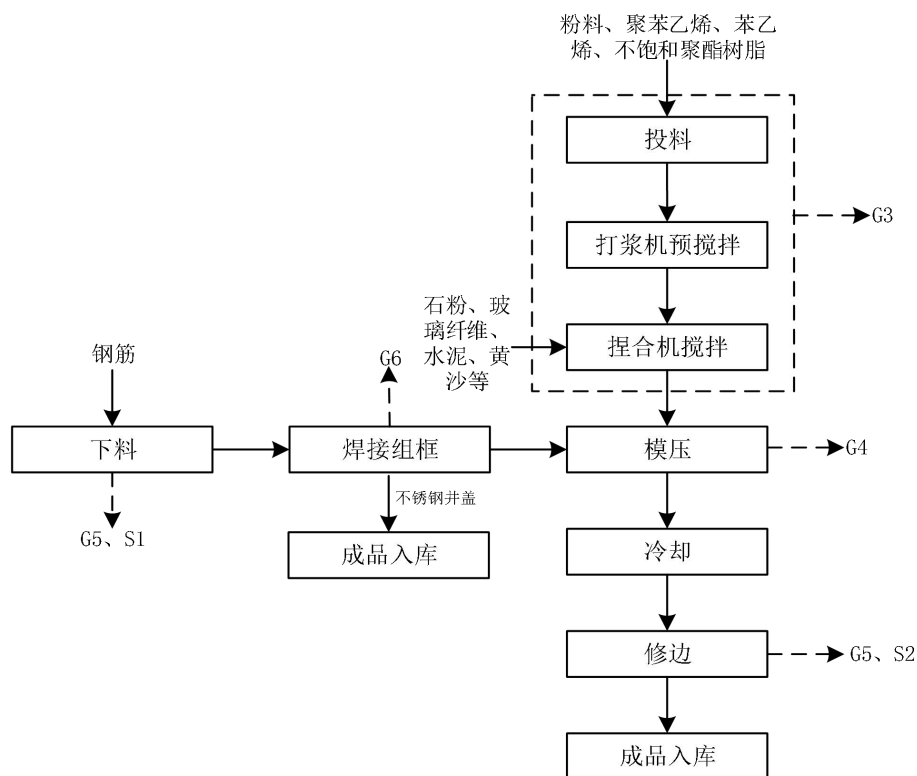 粉料、聚苯乙烯、苯乙
烯、不饱和聚酯树脂
投料
G3
打浆机预搅拌
石粉、玻
璃纤维、
水泥、黄
沙等
捏合机搅拌
钢筋
G6
下料
焊接组框
模压
G4
不锈钢井盖
G5、S1
成品入库
冷却
修边
G5、S2
成品入库